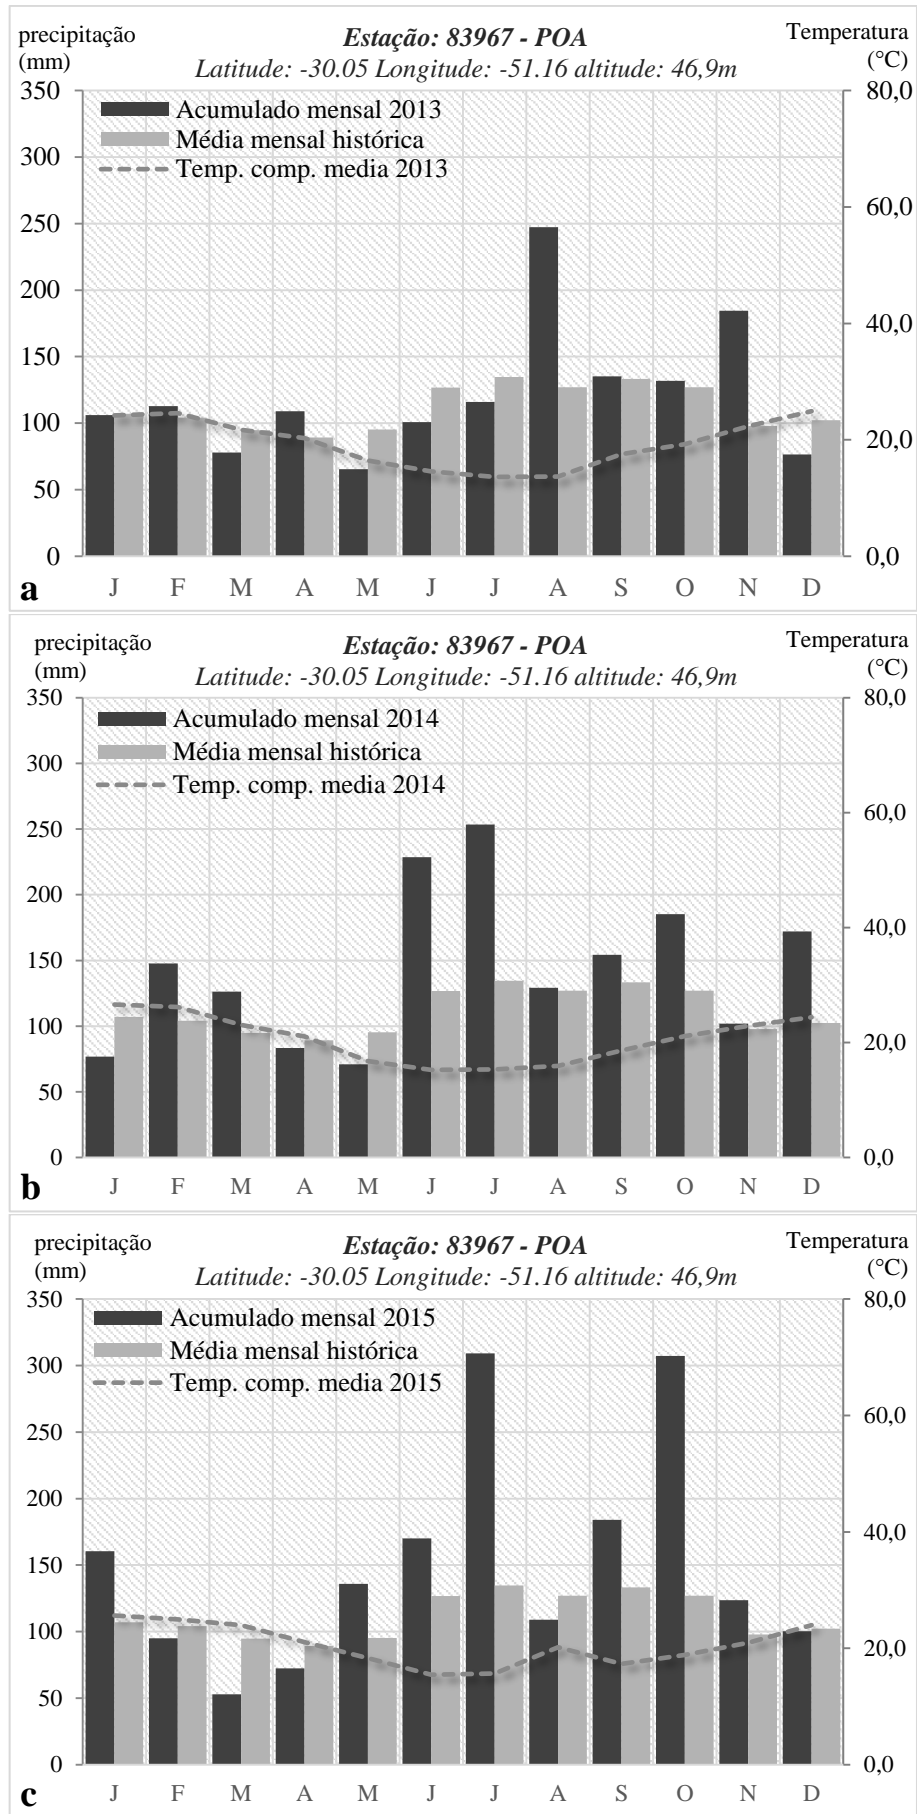 precipitação
(mm)
Estação: 83967 - POA
Latitude: -30.05 Longitude: -51.16 altitude: 46,9m
Temperatura
(°C)
Acumulado mensal 2013
Média mensal histórica
Temp. comp. media 2013
350
300
250
200
150
100
50
0
80,0
60,0
40,0
20,0
0,0
J F M A M J J A S O N D
a
precipitação
(mm)
Estação: 83967 - POA
Latitude: -30.05 Longitude: -51.16 altitude: 46,9m
Temperatura
(°C)
Acumulado mensal 2014
Média mensal histórica
Temp. comp. media 2014
350
300
250
200
150
100
50
0
80,0
60,0
40,0
20,0
0,0
J F M A M J J A S O N D
b
precipitação
(mm)
Estação: 83967 - POA
Latitude: -30.05 Longitude: -51.16 altitude: 46,9m
Temperatura
(°C)
Acumulado mensal 2015
Média mensal histórica
Temp. comp. media 2015
350
300
250
200
150
100
50
0
80,0
60,0
40,0
20,0
0,0
J F M A M J J A S O N D
c